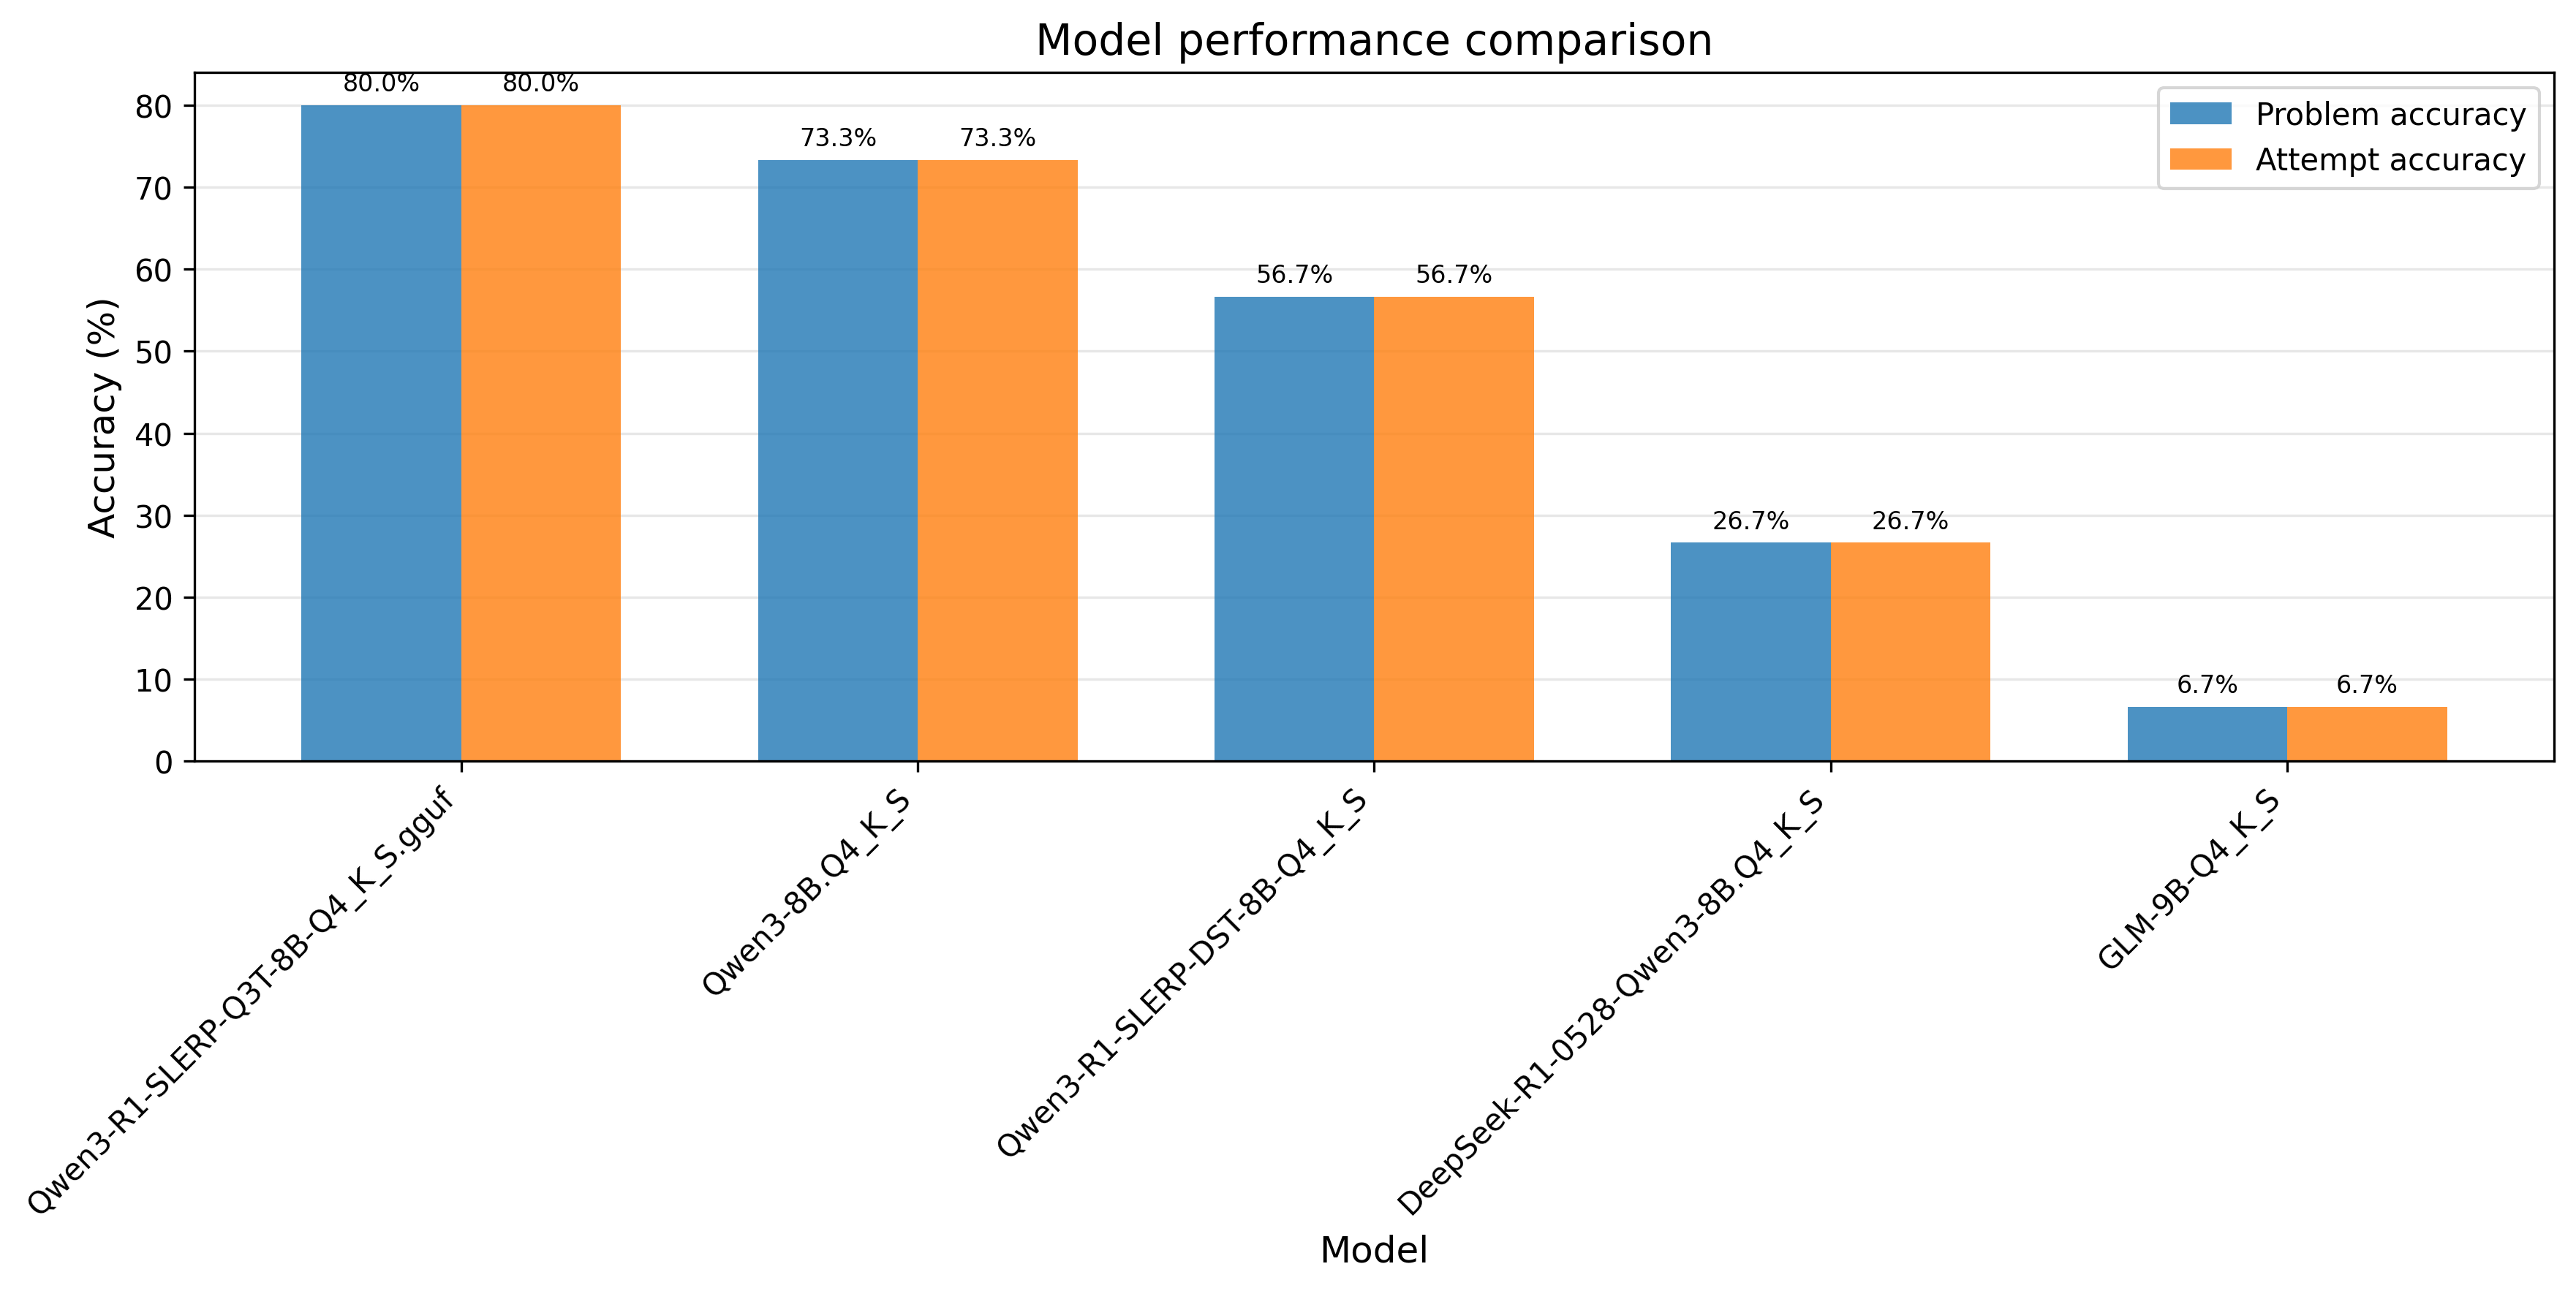 Model performance comparison
Problem accuracy
Attempt accuracy
Accuracy (%)
80
70
60
50
40
30
20
10
0
80.0% 80.0%
73.3% 73.3%
56.7% 56.7%
26.7% 26.7%
6.7% 6.7%
Qwen3-R1-SLERP-Q3T-8B-Q4_K_S.gguf
Qwen3-8B.Q4_K_S
Qwen3-R1-SLERP-DST-8B-Q4_K_S
DeepSeek-R1-0528-Qwen3-8B.Q4_K_S
GLM-9B-Q4_K_S
Model